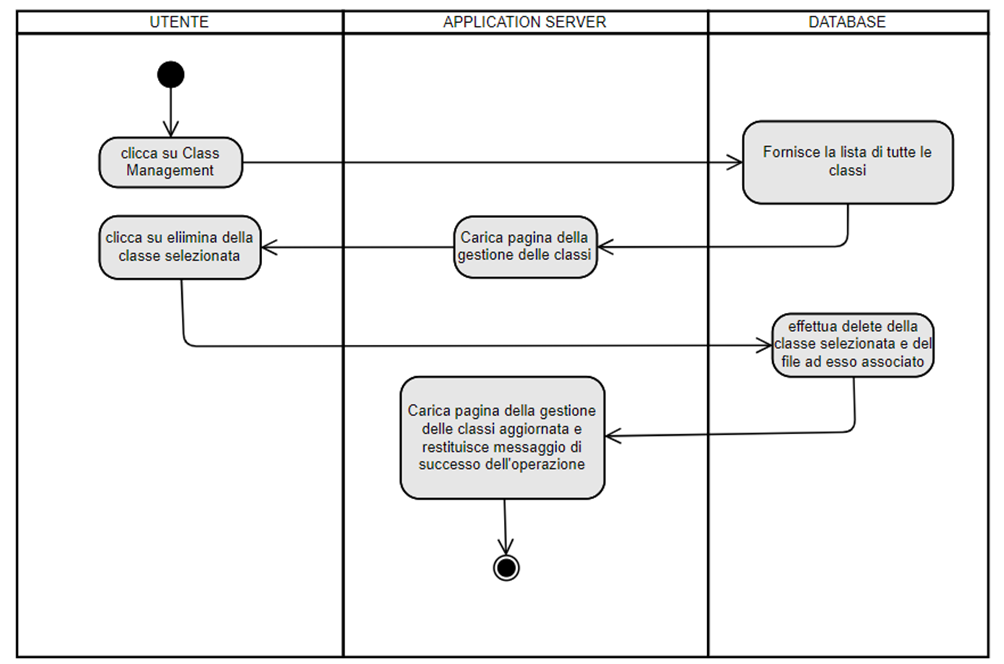 UTENTE
APPLICATION SERVER
DATABASE
clicca su Class
Management
Fornisce la lista di tutte le
classi
clicca su eliimina della
classe selezionata
Carica pagina della
gestione delle classi
effettua delete della
classe selezionata e del
file ad esso associato
Carica pagina della gestione
delle classi aggiornata e
restituisce messaggio di
successo dell'operazione